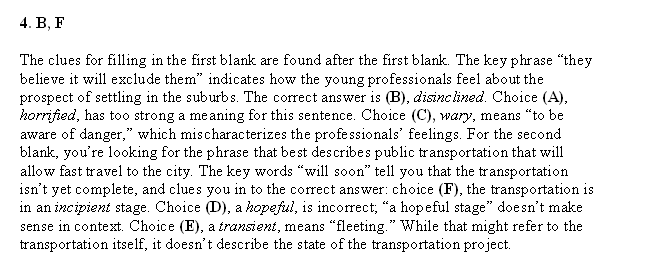 4. B, F
The clues for filling in the first blank are found after the first blank. The key phrase “they
believe it will exclude them” indicates how the young professionals feel about the
prospect of settling in the suburbs. The correct answer is (B), disinclined. Choice (A),
horrified, has too strong a meaning for this sentence. Choice (C), wary, means “to be
aware of danger,” which mischaracterizes the professionals’ feelings. For the second
blank, you’re looking for the phrase that best describes public transportation that will
allow fast travel to the city. The key words “will soon” tell you that the transportation
isn’t yet complete, and clues you in to the correct answer: choice (F), the transportation is
in an incipient stage. Choice (D), a hopeful, is incorrect; “a hopeful stage” doesn’t make
sense in context. Choice (E), a transient, means “fleeting.” While that might refer to the
transportation itself, it doesn’t describe the state of the transportation project.